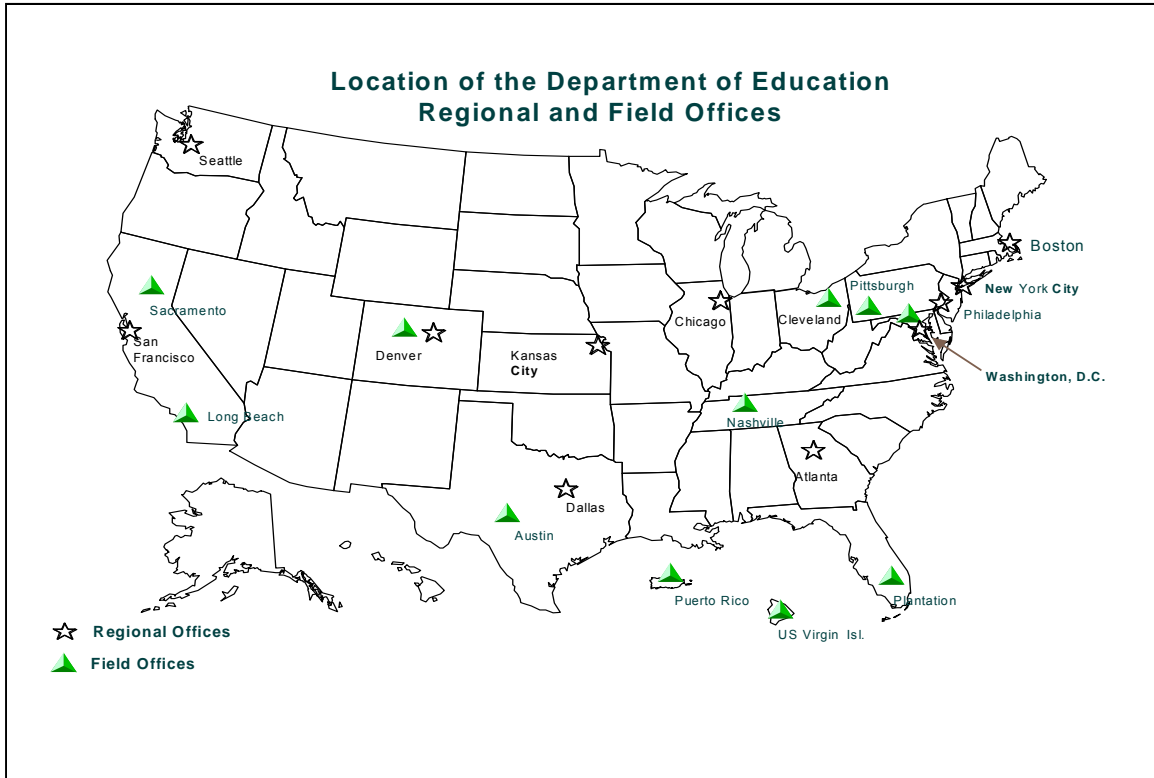 Location of the Department of Education
Regional and Field Offices
Seattle
Boston
Pittsburgh
New York City
Sacramento
Philadelphia
Chicago
Cleveland
San
Francisco
Denver
Kansas
City
Washington, D.C.
Long Beach
Nashville
Atlanta
Dallas
Austin
Puerto Rico
Plantation
US Virgin Isl.
Regional Offices
Field Offices